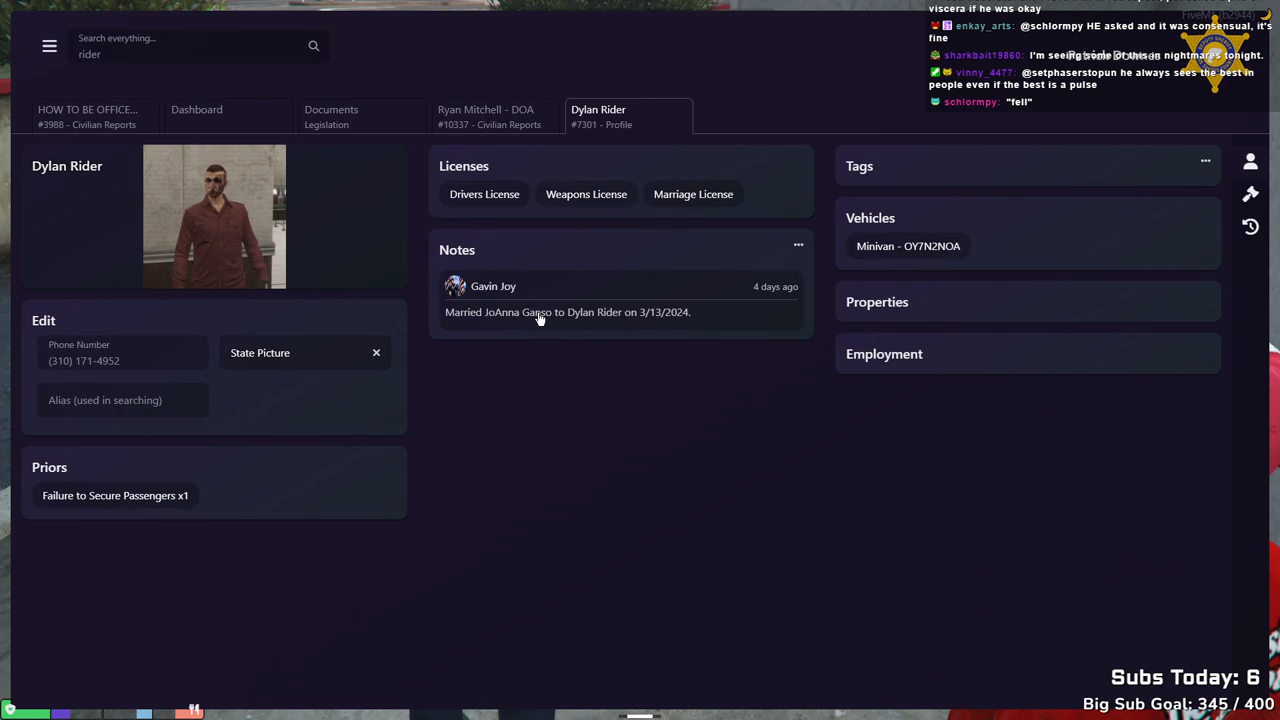 viscera if he was okay
FiveM® (b2944)
enkay_arts: @schlormpy HE asked and it was consensual, it's
fine
sharkbait19860: I'm seeing
in nightmares tonight.
vinny_4477: @setphaserstopun he always sees the best in
people even if the best is a pulse
schlormpy: "fell"
Search everything...
rider
HOW TO BE OFFICE...
#3988 - Civilian Reports
Dashboard
Documents
Legislation
Ryan Mitchell - DOA
#10337 - Civilian Reports
Dylan Rider
#7301 - Profile
Dylan Rider
Edit
Phone Number
(310) 171-4952
State Picture
Alias (used in searching)
Priors
Failure to Secure Passengers x1
Licenses
Drivers License
Weapons License
Marriage License
Notes
Gavin Joy
4 days ago
Married JoAnna Ganso to Dylan Rider on 3/13/2024.
Tags
Vehicles
Minivan - OY7N2NOA
Properties
Employment
Subs Today: 6
Big Sub Goal: 345 / 400